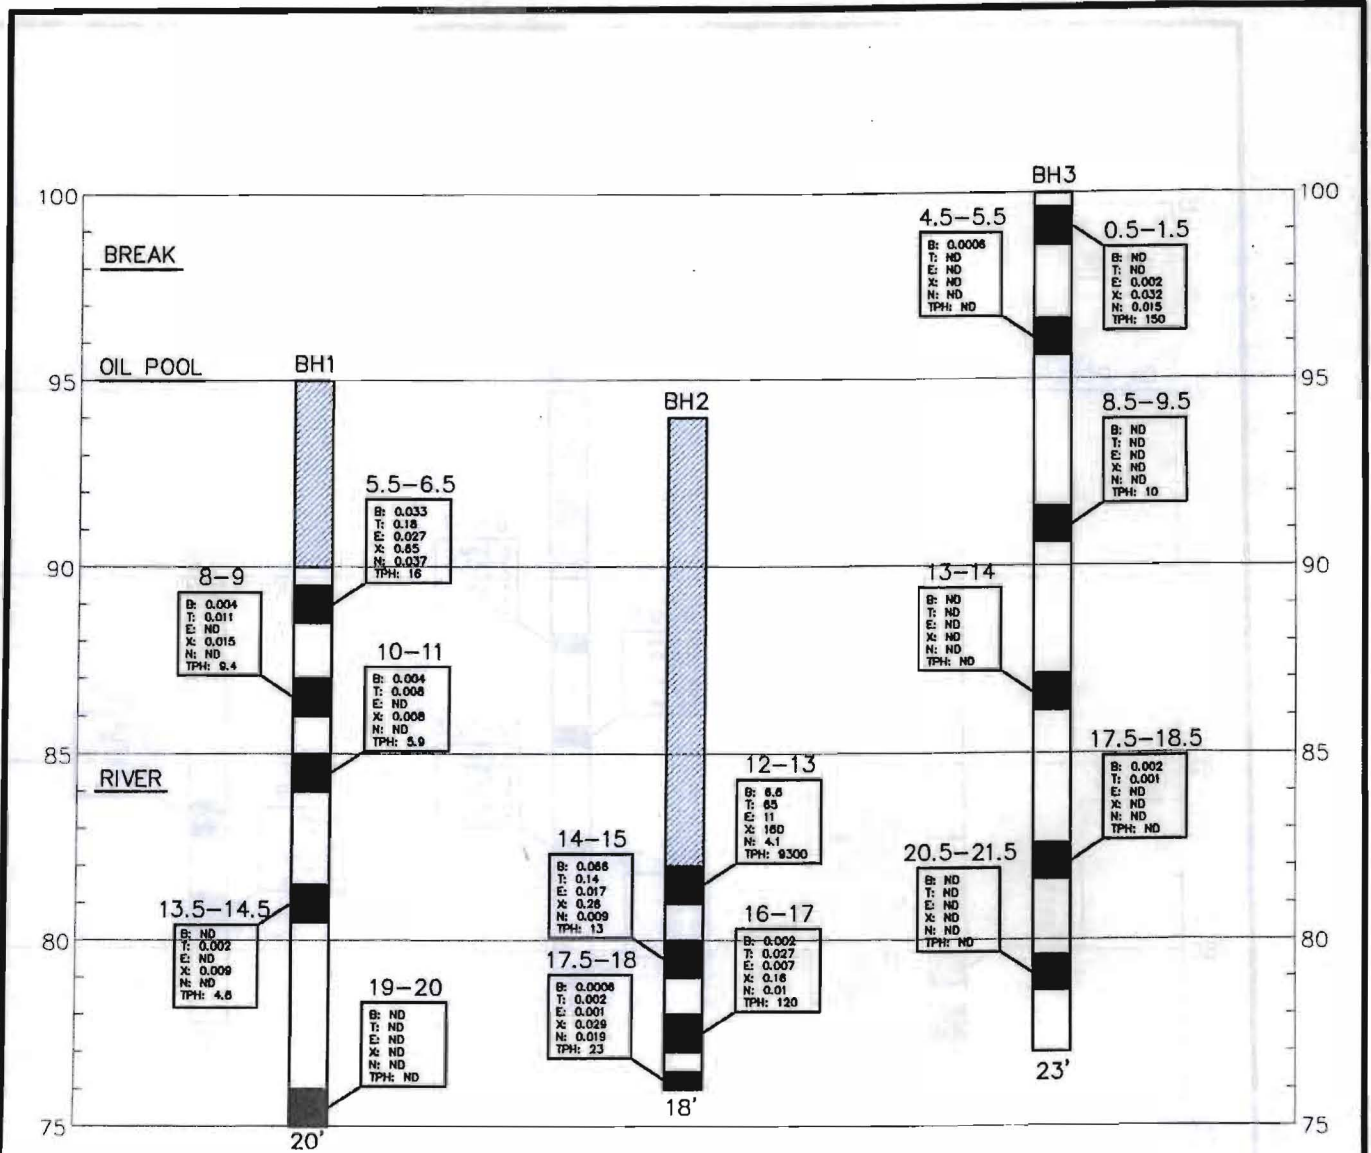 BH3
100
100
4.5-5.5
0.5-1.5
B: 0.0006
T: ND
E: ND
X: ND
N: ND
TPH: ND
B: ND
T: ND
E: 0.002
X: 0.032
N: 0.015
TPH: 150
BREAK
OIL POOL
BH1
95
95
BH2
8.5-9.5
B: ND
T: ND
E: ND
X: ND
N: ND
TPH: 10
5.5-6.5
B: 0.033
T: 0.18
E: 0.027
X: 0.65
N: 0.037
TPH: 16
90
90
8-9
B: 0.004
T: 0.011
E: ND
X: 0.015
N: ND
TPH: 9.4
13-14
B: ND
T: ND
E: ND
X: ND
N: ND
TPH: ND
10-11
B: 0.004
T: 0.008
E: ND
X: 0.008
N: ND
TPH: 5.9
85
85
RIVER
17.5-18.5
B: 0.002
T: 0.001
E: ND
X: ND
N: ND
TPH: ND
12-13
B: 6.6
T: 65
E: 11
X: 160
N: 4.1
TPH: 9300
14-15
B: 0.066
T: 0.14
E: 0.017
X: 0.26
N: 0.009
TPH: 13
20.5-21.5
B: ND
T: ND
E: ND
X: ND
N: ND
TPH: ND
13.5-14.5
B: ND
T: 0.002
E: ND
X: 0.009
N: ND
TPH: 4.6
16-17
B: 0.002
T: 0.027
E: 0.007
X: 0.16
N: 0.01
TPH: 120
80
80
17.5-18
B: 0.0006
T: 0.002
E: 0.001
X: 0.029
N: 0.019
TPH: 23
19-20
B: ND
T: ND
E: ND
X: ND
N: ND
TPH: ND
23'
18'
75
75
20'